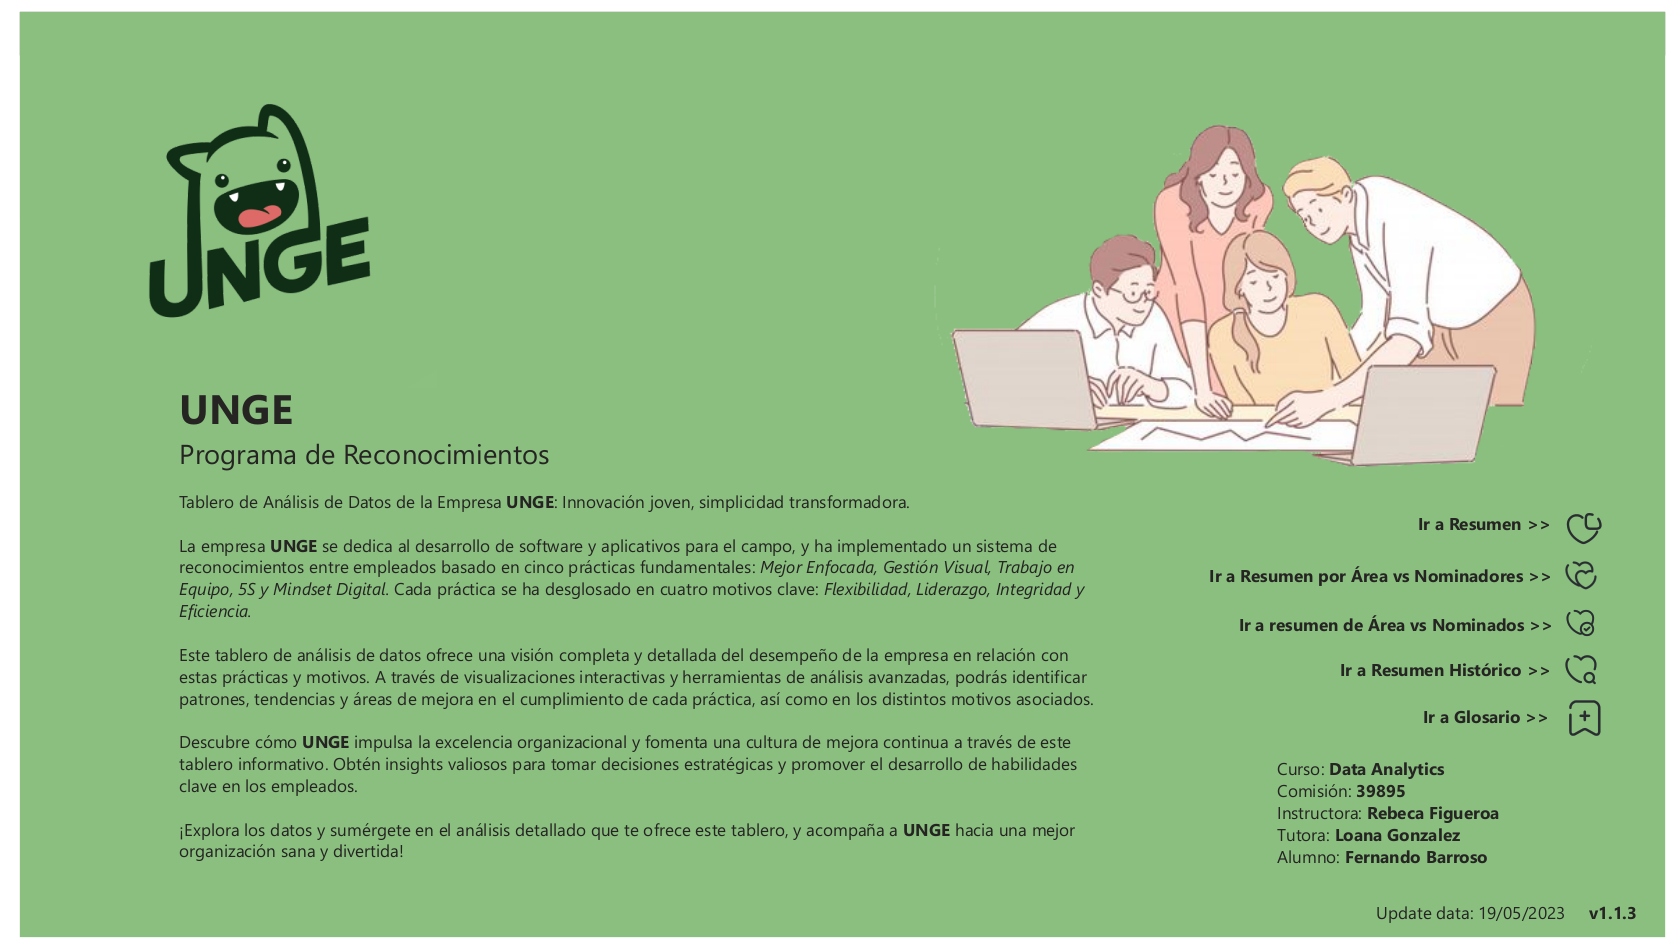 UNGE
UNGE
Programa de Reconocimientos
Tablero de Análisis de Datos de la Empresa UNGE: Innovación joven, simplicidad transformadora.
La empresa UNGE se dedica al desarrollo de software y aplicativos para el campo, y ha implementado un sistema de
reconocimientos entre empleados basado en cinco prácticas fundamentales: Mejor Enfocada, Gestión Visual, Trabajo en
Equipo, 5S y Mindset Digital. Cada práctica se ha desglosado en cuatro motivos clave: Flexibilidad, Liderazgo, Integridad y
Eficiencia.
Este tablero de análisis de datos ofrece una visión completa y detallada del desempeño de la empresa en relación con
estas prácticas y motivos. A través de visualizaciones interactivas y herramientas de análisis avanzadas, podrás identificar
patrones, tendencias y áreas de mejora en el cumplimiento de cada práctica, así como en los distintos motivos asociados.
Descubre cómo UNGE impulsa la excelencia organizacional y fomenta una cultura de mejora continua a través de este
tablero informativo. Obtén insights valiosos para tomar decisiones estratégicas y promover el desarrollo de habilidades
clave en los empleados.
¡Explora los datos y sumérgete en el análisis detallado que te ofrece este tablero, y acompaña a UNGE hacia una mejor
organización sana y divertida!
Ir a Resumen >>
Ir a Resumen por Área vs Nominadores >>
Ir a resumen de Área vs Nominados >>
Ir a Resumen Histórico >>
Ir a Glosario >>
Curso: Data Analytics
Comisión: 39895
Instructora: Rebeca Figueroa
Tutora: Loana Gonzalez
Alumno: Fernando Barroso
Update data: 19/05/2023 v1.1.3